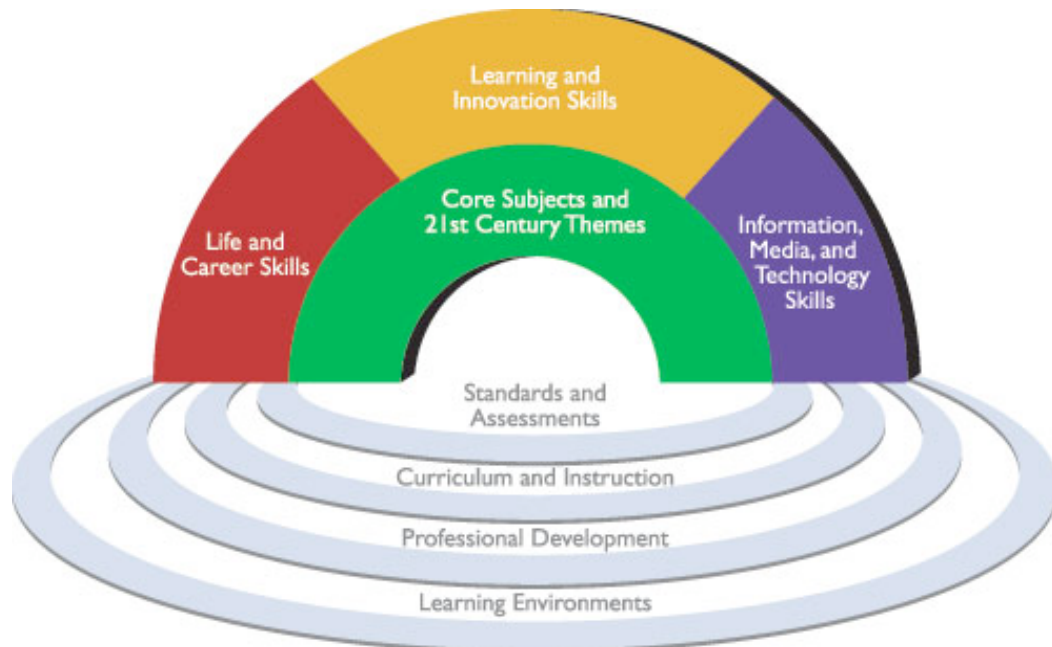 Learning and
Innovation Skills
Core Subjects and
21st Century Themes
Life and
Career Skills
Information,
Media, and
Technology
Skills
Standards and
Assessments
Curriculum and Instruction
Professional Development
Learning Environments